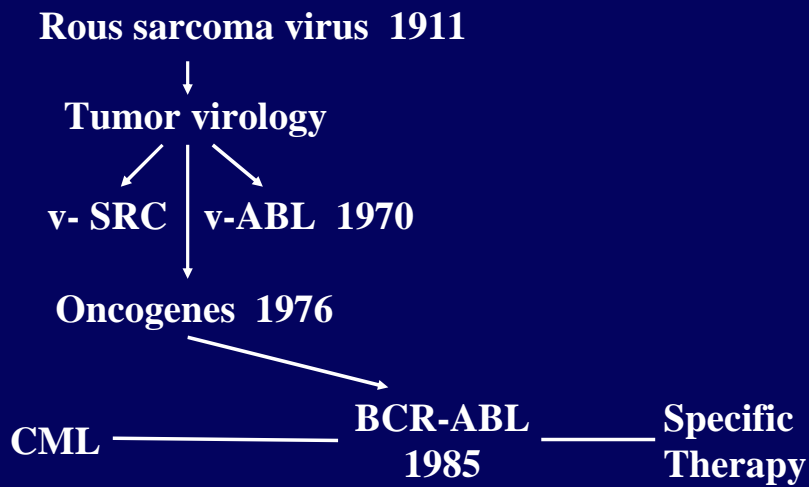 Rous sarcoma virus 1911
Tumor virology
v- SRC
v-ABL 1970
Oncogenes 1976
CML
BCR-ABL
1985
Specific
Therapy